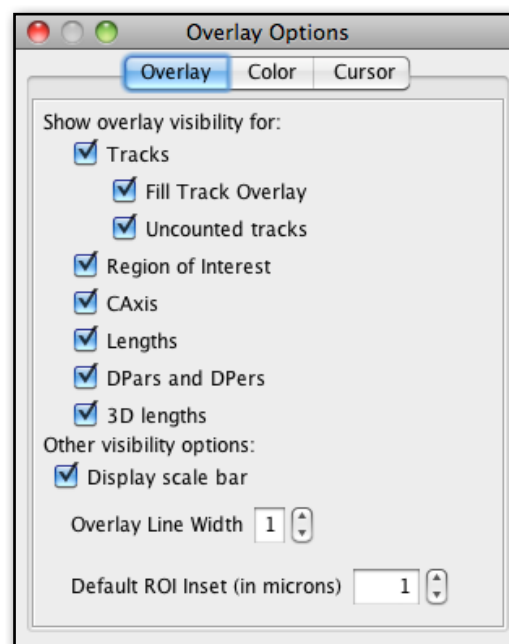 Overlay Options
Overlay Color Cursor
Show overlay visibility for:
Tracks
Fill Track Overlay
Uncounted tracks
Region of Interest
CAxis
Lengths
DPars and DPers
3D lengths
Other visibility options:
Display scale bar
Overlay Line Width 1
Default ROI Inset (in microns) 1